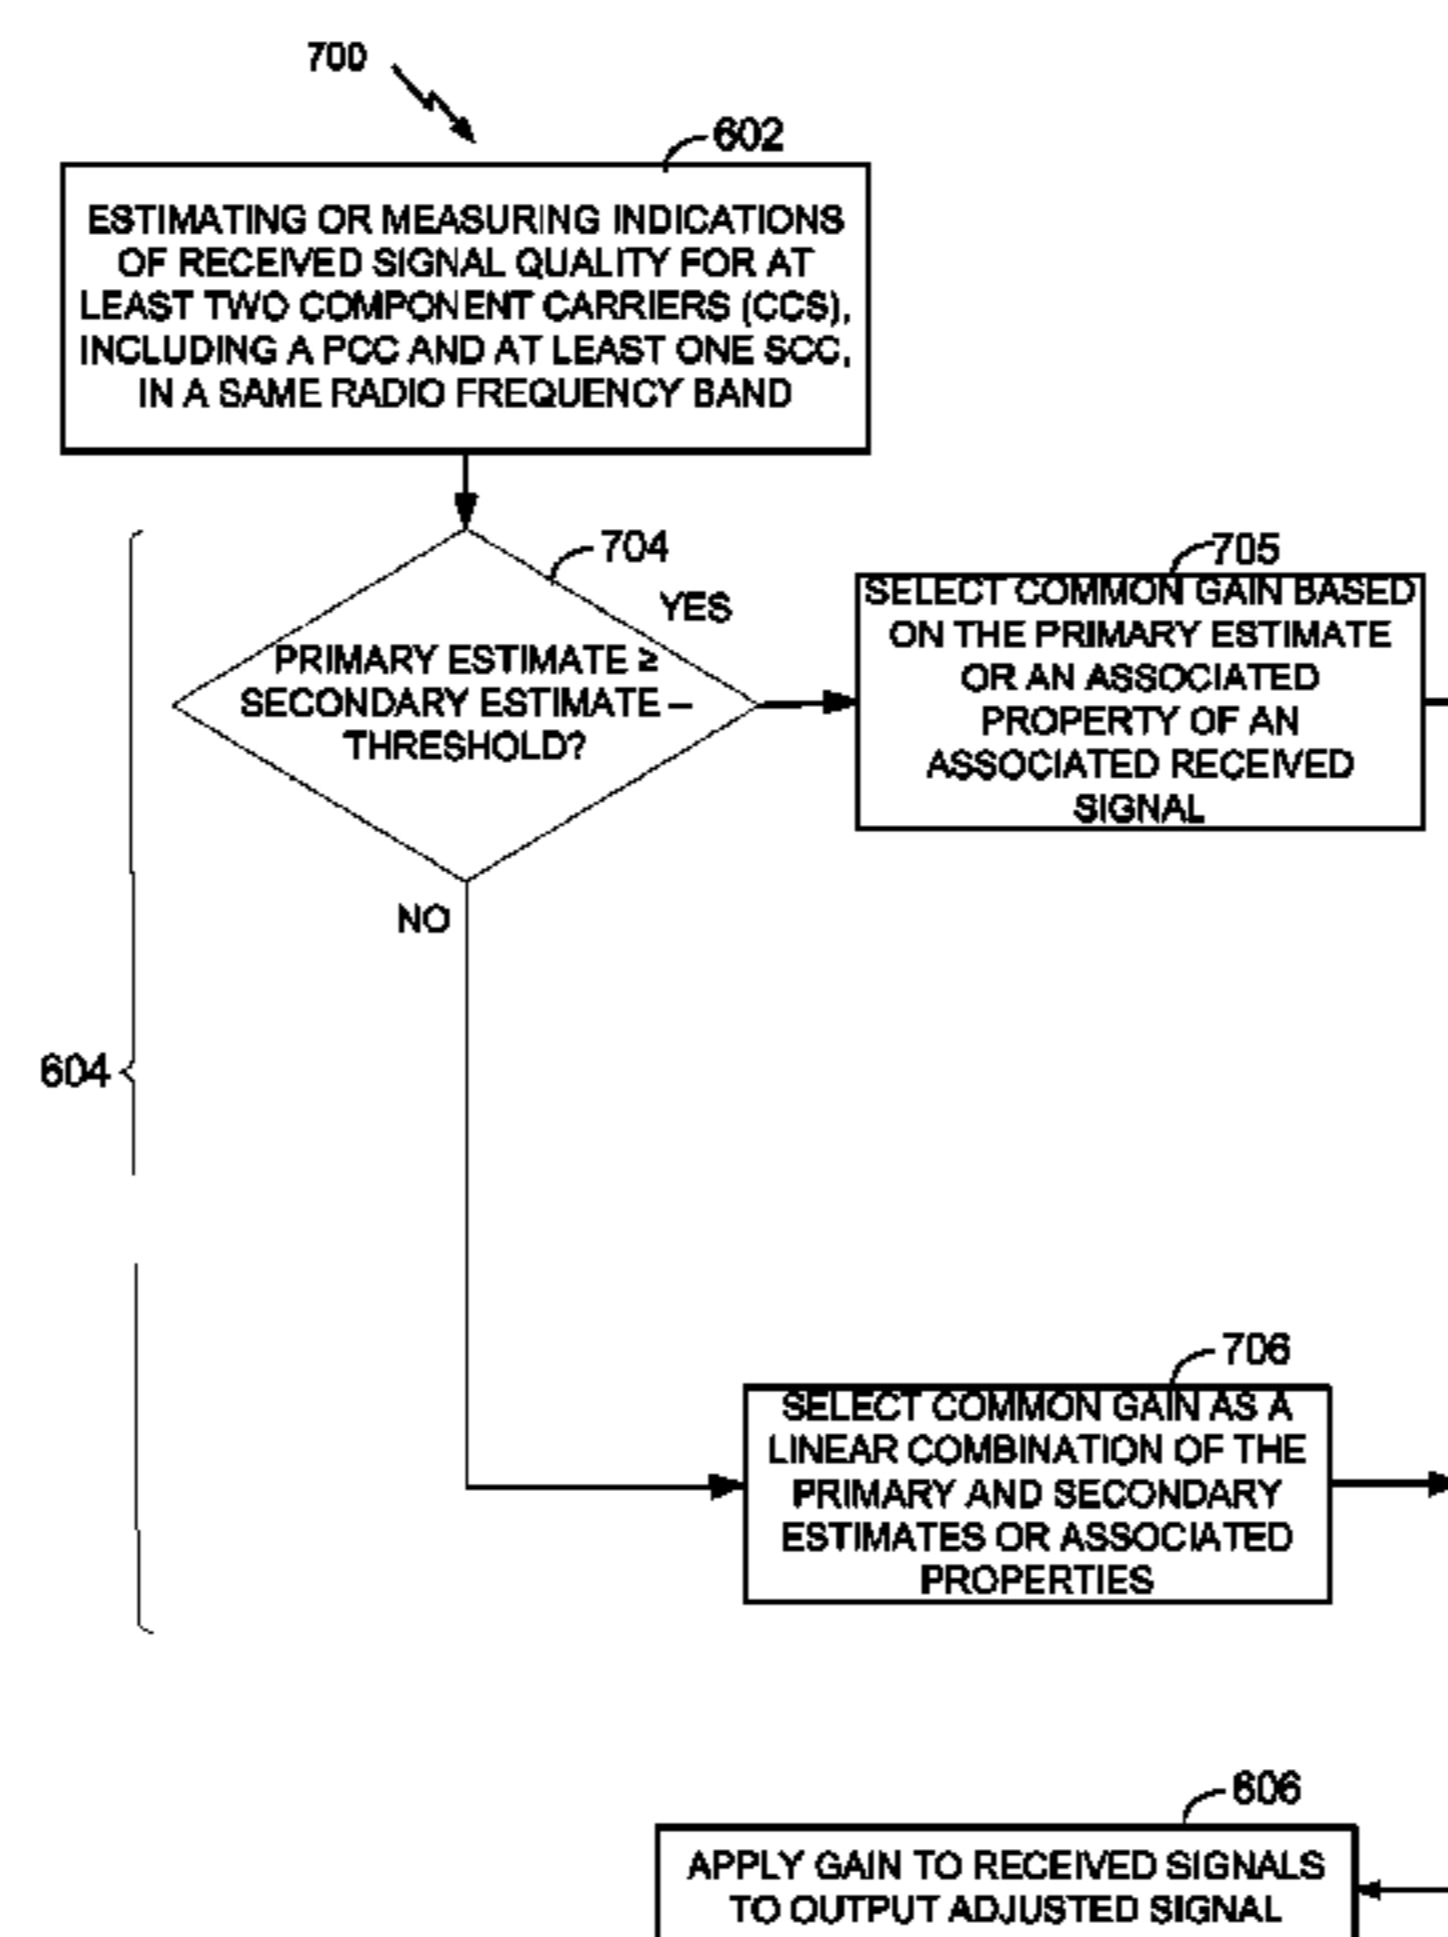 700
602
ESTIMATING OR MEASURING INDICATIONS
OF RECEIVED SIGNAL QUALITY FOR AT
LEAST TWO COMPONENT CARRIERS (CCS),
INCLUDING A PCC AND AT LEAST ONE SCC,
IN A SAME RADIO FREQUENCY BAND
704
YES
PRIMARY ESTIMATE ≥
SECONDARY ESTIMATE –
THRESHOLD?
NO
705
SELECT COMMON GAIN BASED
ON THE PRIMARY ESTIMATE
OR AN ASSOCIATED
PROPERTY OF AN
ASSOCIATED RECEIVED
SIGNAL
604
706
SELECT COMMON GAIN AS A
LINEAR COMBINATION OF THE
PRIMARY AND SECONDARY
ESTIMATES OR ASSOCIATED
PROPERTIES
606
APPLY GAIN TO RECEIVED SIGNALS
TO OUTPUT ADJUSTED SIGNAL